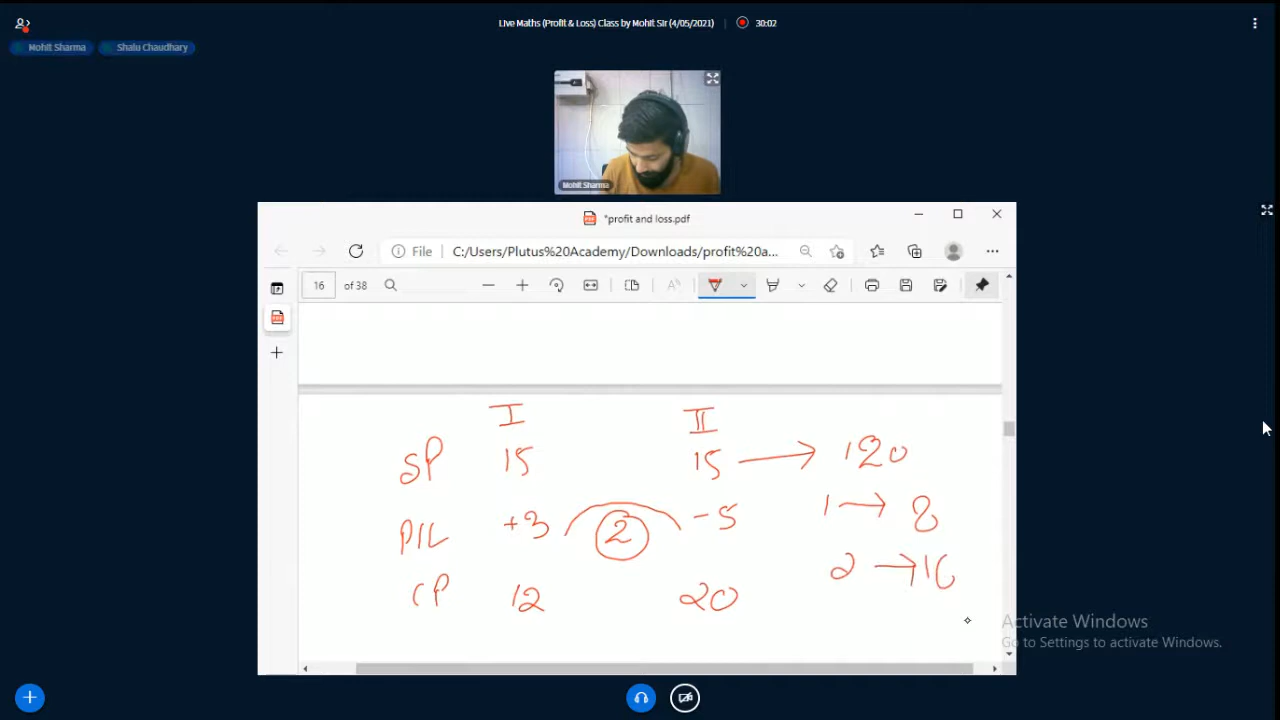 Live Maths (Profit & Loss) Class by Mohit Sir (4/05/2021) 30:02
Mohit Sharma Shalu Chaudhary
Mohit Sharma
*profit and loss.pdf
File C:/Users/Plutus%20Academy/Downloads/profit%20a...
16 of 38
I II
SP 15 15 → 120
P/L +3 2 -5 1 → 8
CP 12 20 2 → 16
Activate Windows
Go to Settings to activate Windows.